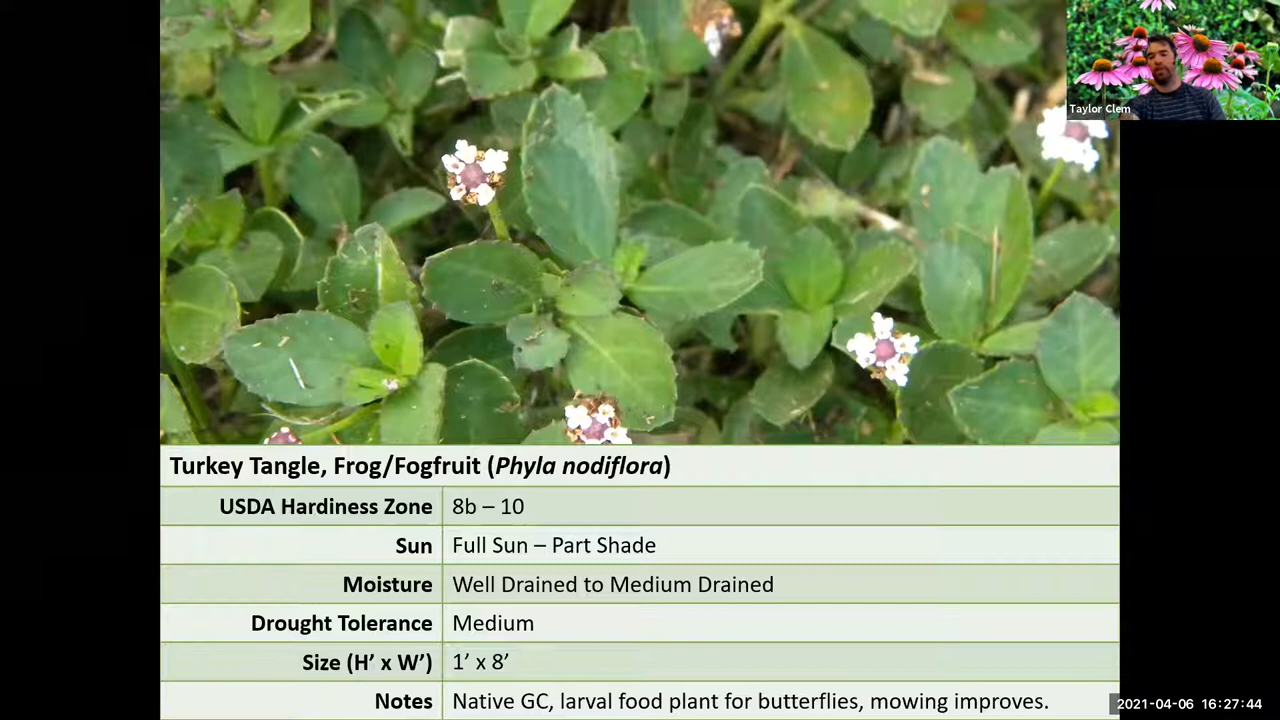 Taylor Clem
Turkey Tangle, Frog/Fogfruit (Phyla nodiflora)
USDA Hardiness Zone 8b – 10
Sun Full Sun – Part Shade
Moisture Well Drained to Medium Drained
Drought Tolerance Medium
Size (H’ x W’) 1’ x 8’
Notes Native GC, larval food plant for butterflies, mowing improves.
2021-04-06 16:27:44